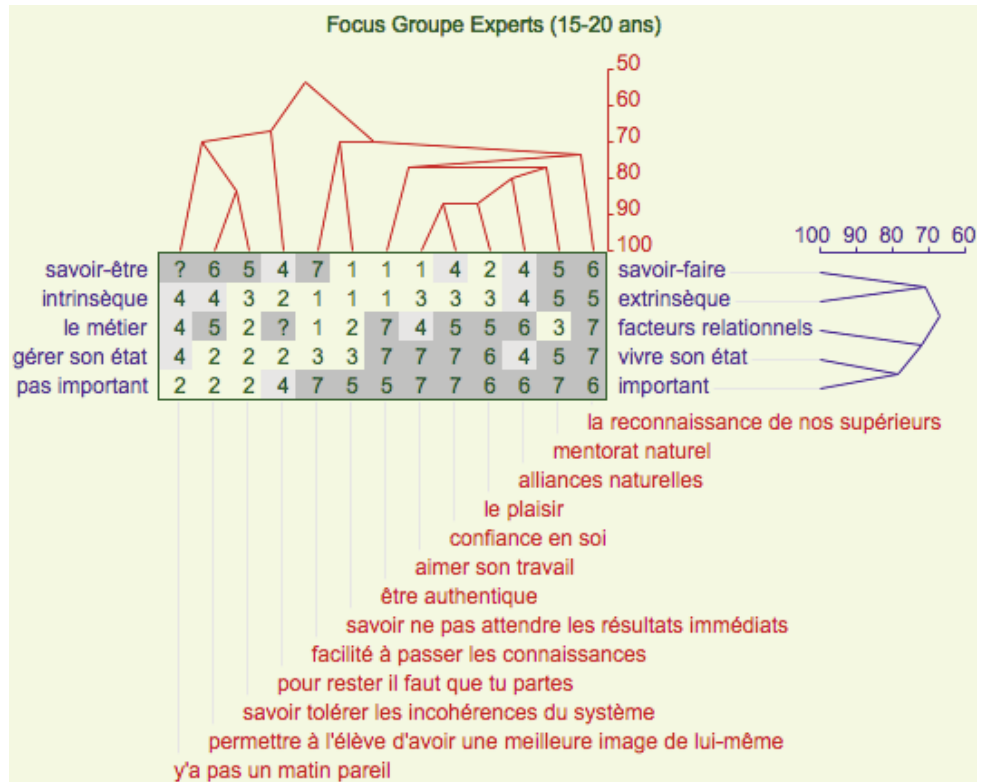 Focus Groupe Experts (15-20 ans)
50
60
70
80
90
100
100 90 80 70 60
savoir-être ? 6 5 4 7 1 1 1 4 2 4 5 6 savoir-faire
intrinsèque 4 4 3 2 1 1 1 3 3 3 4 5 5 extrinsèque
le métier 4 5 2 ? 1 2 7 4 5 5 6 3 7 facteurs relationnels
gérer son état 4 2 2 2 3 3 7 7 7 6 4 5 7 vivre son état
pas important 2 2 2 4 7 5 5 7 7 6 6 7 6 important
la reconnaissance de nos supérieurs
mentorat naturel
alliances naturelles
le plaisir
confiance en soi
aimer son travail
être authentique
savoir ne pas attendre les résultats immédiats
facilité à passer les connaissances
pour rester il faut que tu partes
savoir tolérer les incohérences du système
permettre à l'élève d'avoir une meilleure image de lui-même
y'a pas un matin pareil